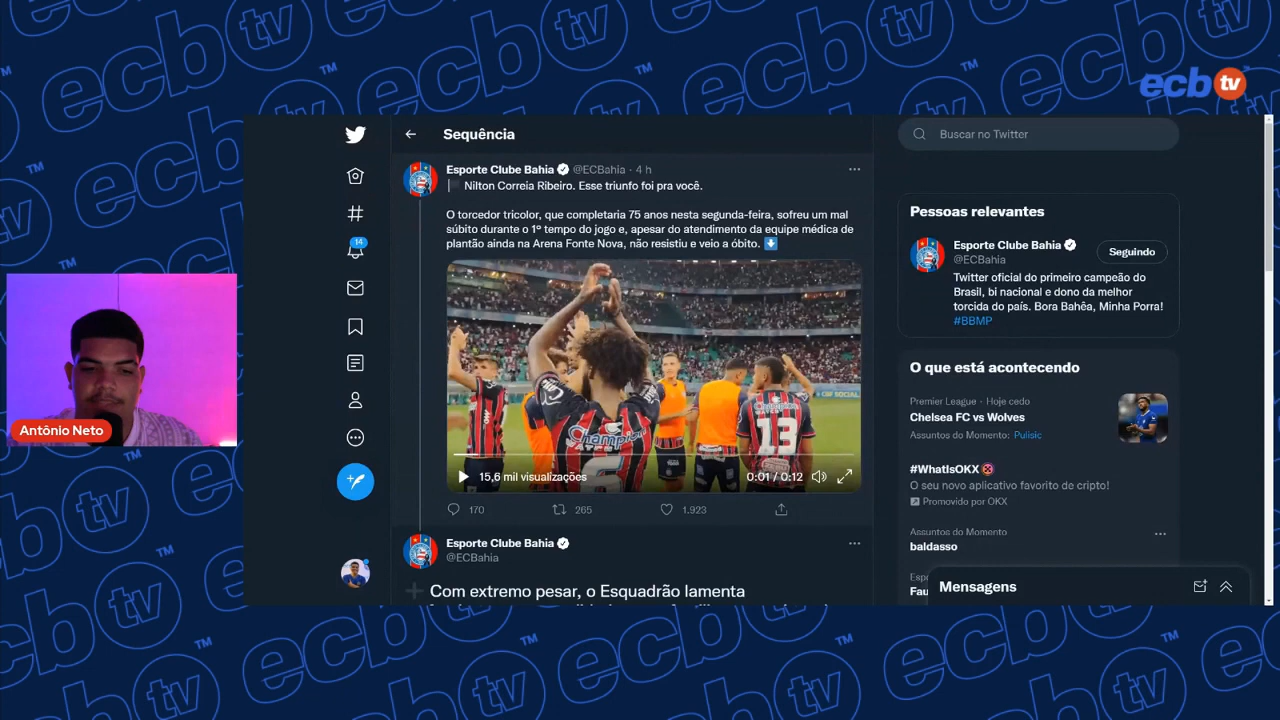 ecb tv
Sequência
Buscar no Twitter
Esporte Clube Bahia @ECBahia · 4 h
Nilton Correia Ribeiro. Esse triunfo foi pra você.
O torcedor tricolor, que completaria 75 anos nesta segunda-feira, sofreu um mal
súbito durante o 1º tempo do jogo e, apesar do atendimento da equipe médica de
plantão ainda na Arena Fonte Nova, não resistiu e veio a óbito.
14
Champion
WATER
6
Champion
WATER
13
15,6 mil visualizações
0:01 / 0:12
170
265
1.923
Esporte Clube Bahia
@ECBahia
Com extremo pesar, o Esquadrão lamenta
Antônio Neto
Pessoas relevantes
Esporte Clube Bahia
@ECBahia
Seguindo
Twitter oficial do primeiro campeão do
Brasil, bi nacional e dono da melhor
torcida do país. Bora Bahêa, Minha Porra!
#BBMP
O que está acontecendo
Premier League · Hoje cedo
Chelsea FC vs Wolves
Assuntos do Momento: Pulisic
#WhatIsOKX
O seu novo aplicativo favorito de cripto!
Promovido por OKX
Assuntos do Momento
baldasso
Mensagens